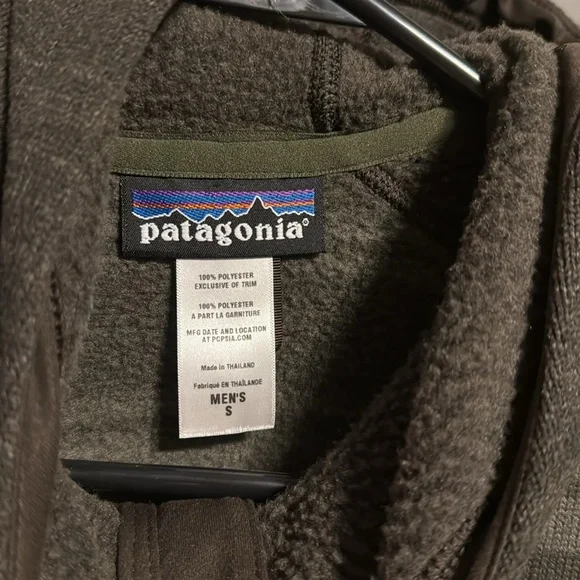 patagonia®
100% POLYESTER
EXCLUSIVE OF TRIM
100% POLYESTER
A PART LA GARNITURE
MFG DATE AND LOCATION
AT PCPSIA.COM
Made in THAILAND
Fabriqué EN THAÏLANDE
MEN'S
S